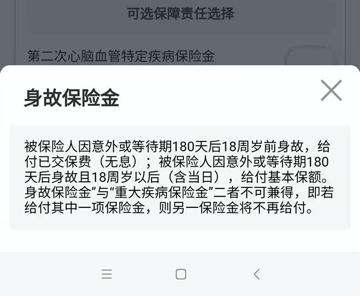 可选保障责任选择
第二次心脑血管特定疾病保险金
身故保险金
被保险人因意外或等待期180天后18周岁前身故，给
付已交保费（无息）；被保险人因意外或等待期180
天后身故且18周岁以后（含当日），给付基本保额。
身故保险金”与“重大疾病保险金”二者不可兼得，即若
给付其中一项保险金，则另一保险金将不再给付。